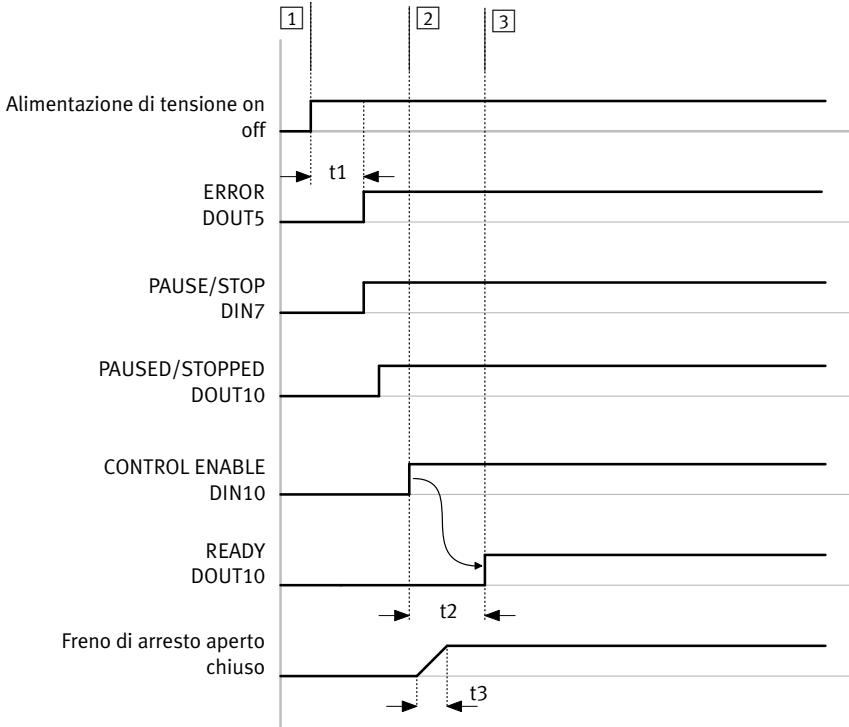 1 2 3
Alimentazione di tensione on
off
t1
ERROR
DOUT5
PAUSE/STOP
DIN7
PAUSED/STOPPED
DOUT10
CONTROL ENABLE
DIN10
READY
DOUT10
t2
Freno di arresto aperto
chiuso
t3